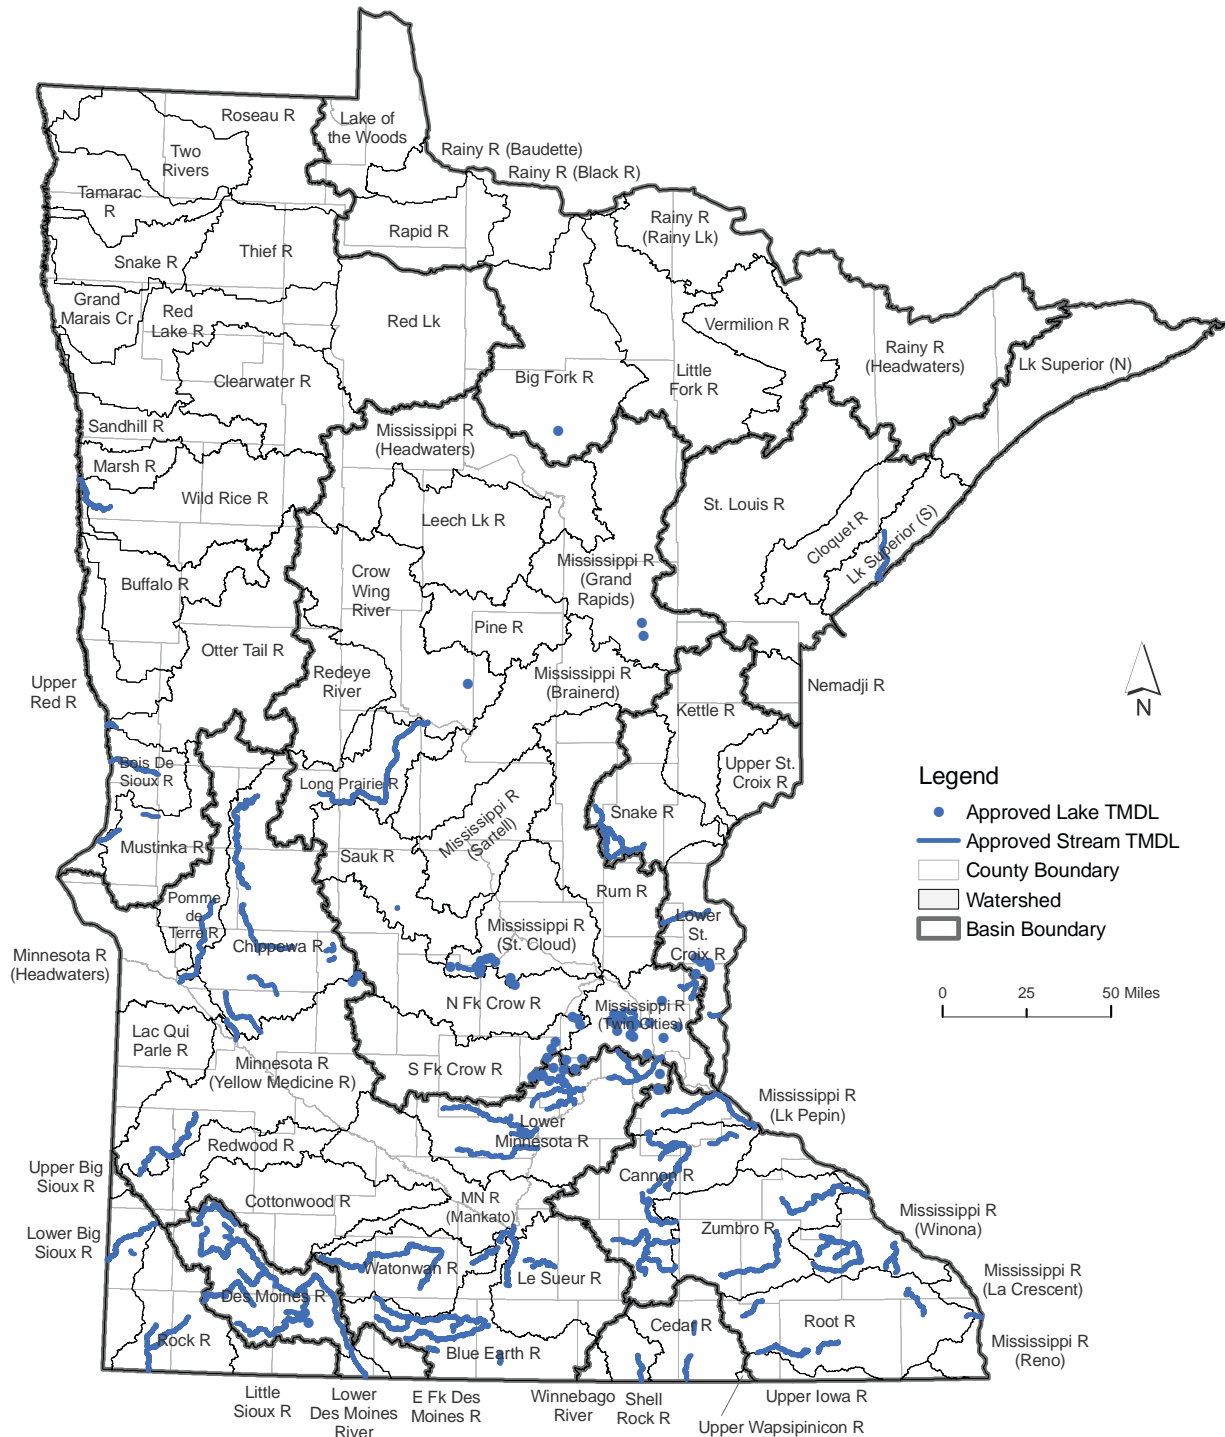 Roseau R
Lake of
the Woods
Two
Rivers
Rainy R (Baudette)
Rainy R (Black R)
Tamarac
R
Rapid R
Rainy R
(Rainy Lk)
Thief R
Snake R
Grand
Marais Cr
Red
Lake R
Red Lk
Vermilion R
Rainy R
(Headwaters)
Lk Superior (N)
Clearwater R
Big Fork R
Little
Fork R
Sandhill R
Mississippi R
(Headwaters)
Marsh R
Wild Rice R
Leech Lk R
St. Louis R
Cloquet R
Lk Superior (S)
Buffalo R
Crow
Wing
River
Mississippi R
(Grand
Rapids)
Pine R
Otter Tail R
Redeye
River
Mississippi R
(Brainerd)
Nemadji R
Upper
Red R
Kettle R
N
Bois De
Sioux R
Long Prairie R
Upper St.
Croix R
Legend
Approved Lake TMDL
Approved Stream TMDL
County Boundary
Watershed
Basin Boundary
Mustinka R
Sauk R
Mississippi R
(Sartell)
Snake R
Rum R
Pomme
de
Terre R
Chippewa R
Mississippi R
(St. Cloud)
Lower
St.
Croix R
Minnesota R
(Headwaters)
0 25 50 Miles
N Fk Crow R
Mississippi R
(Twin Cities)
Lac Qui
Parle R
Minnesota R
(Yellow Medicine R)
S Fk Crow R
Mississippi R
(Lk Pepin)
Lower
Minnesota R
Redwood R
Upper Big
Sioux R
Cannon R
Cottonwood R
MN R
(Mankato)
Mississippi R
(Winona)
Lower Big
Sioux R
Zumbro R
Watonwan R
Le Sueur R
Mississippi R
(La Crescent)
Des Moines R
Rock R
Cedar R
Root R
Mississippi R
(Reno)
Blue Earth R
Little
Sioux R
Lower
Des Moines
River
E Fk Des
Moines R
Winnebago
River
Shell
Rock R
Upper Iowa R
Upper Wapsipinicon R